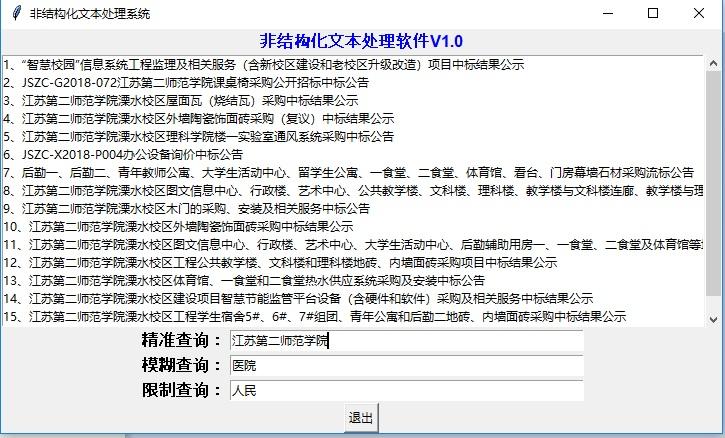 非结构化文本处理系统
非结构化文本处理软件V1.0
1、“智慧校园”信息系统工程监理及相关服务（含新校区建设和老校区升级改造）项目中标结果公示
2、JSZC-G2018-072江苏第二师范学院课桌椅采购公开招标中标公告
3、江苏第二师范学院溧水校区屋面瓦（烧结瓦）采购中标结果公示
4、江苏第二师范学院溧水校区外墙陶瓷饰面砖采购（复议）中标结果公示
5、江苏第二师范学院溧水校区理科学院楼一实验室通风系统采购中标公告
6、JSZC-X2018-P004办公设备询价中标公告
7、后勤一、后勤二、青年教师公寓、大学生活动中心、留学生公寓、一食堂、二食堂、体育馆、看台、门房幕墙石材采购流标公告
8、江苏第二师范学院溧水校区图文信息中心、行政楼、艺术中心、公共教学楼、文科楼、理科楼、教学楼与文科楼连廊、教学楼与理
9、江苏第二师范学院溧水校区木门的采购、安装及相关服务中标公告
10、江苏第二师范学院溧水校区外墙陶瓷饰面砖采购中标结果公示
11、江苏第二师范学院溧水校区图文信息中心、行政楼、艺术中心、大学生活动中心、后勤辅助用房一、一食堂、二食堂及体育馆等
12、江苏第二师范学院溧水校区工程公共教学楼、文科楼和理科楼地砖、内墙面砖采购项目中标结果公示
13、江苏第二师范学院溧水校区体育馆、一食堂和二食堂热水供应系统采购及安装中标公告
14、江苏第二师范学院溧水校区建设项目智慧节能监管平台设备（含硬件和软件）采购及相关服务中标结果公示
15、江苏第二师范学院溧水校区工程学生宿舍5#、6#、7#组团、青年公寓和后勤二地砖、内墙面砖采购中标结果公示
精准查询： 江苏第二师范学院
模糊查询： 医院
限制查询： 人民
退出